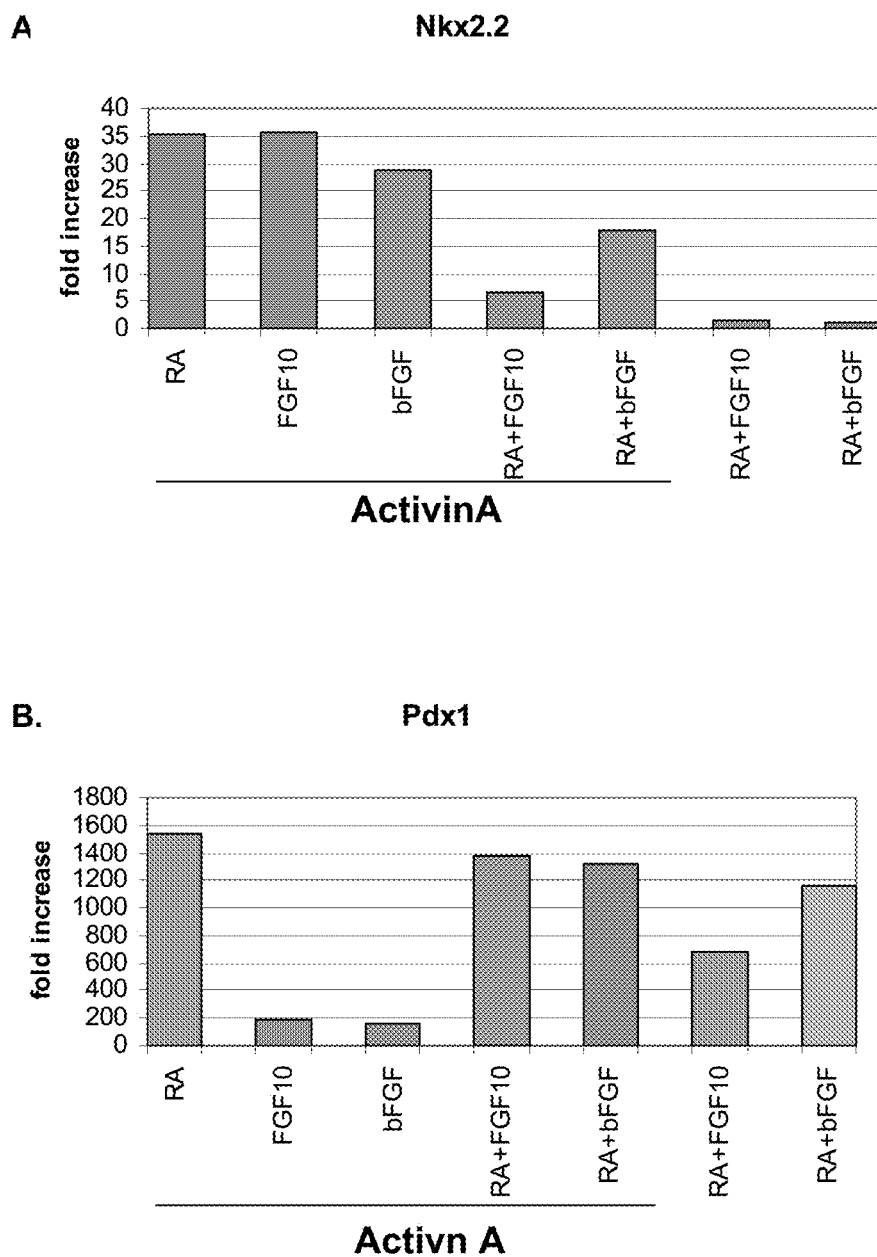 A
Nkx2.2
fold increase
40
35
30
25
20
15
10
5
0
RA
FGF10
bFGF
RA+FGF10
RA+bFGF
RA+FGF10
RA+bFGF
ActivinA
B.
Pdx1
fold increase
1800
1600
1400
1200
1000
800
600
400
200
0
RA
FGF10
bFGF
RA+FGF10
RA+bFGF
RA+FGF10
RA+bFGF
Activn A